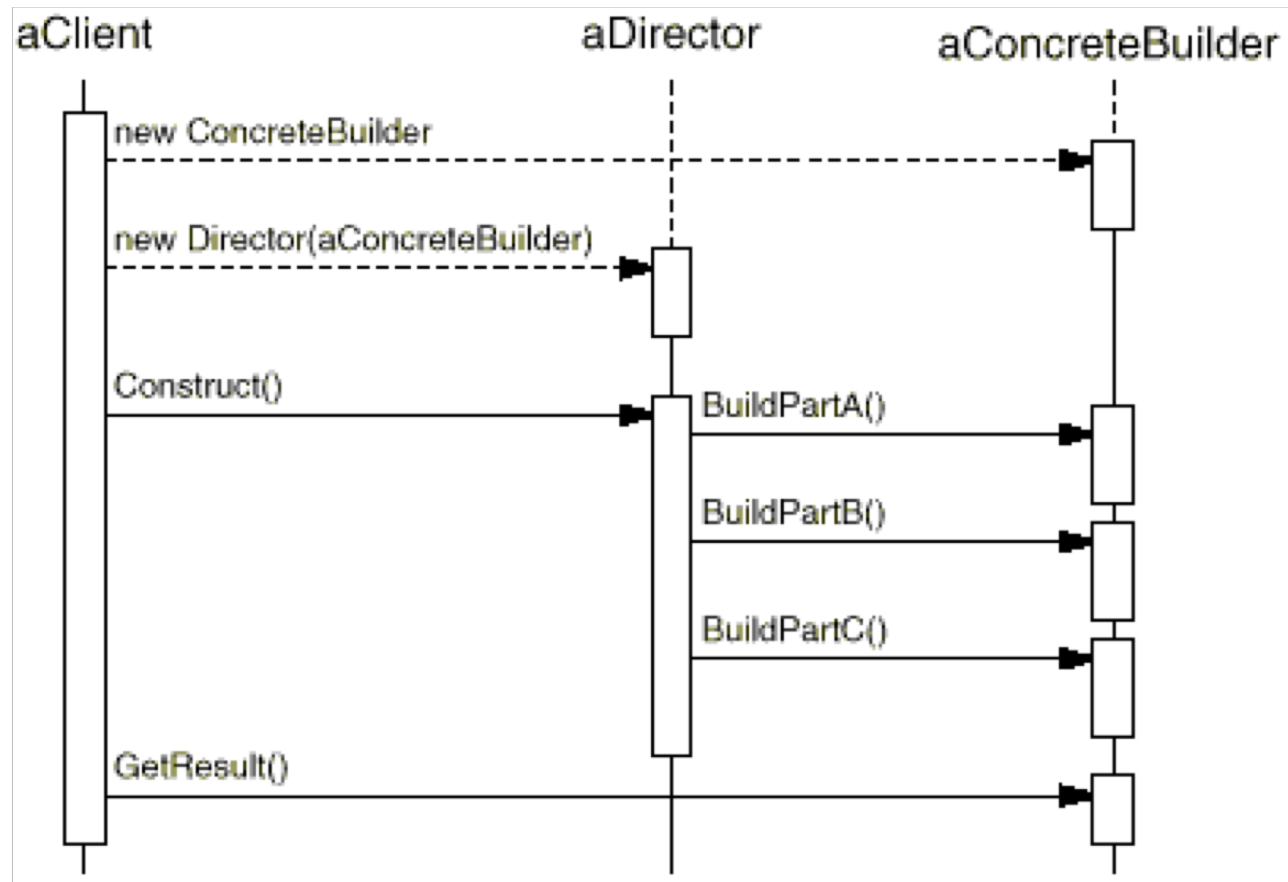 aClient
aDirector
aConcreteBuilder
new ConcreteBuilder
new Director(aConcreteBuilder)
Construct()
BuildPartA()
BuildPartB()
BuildPartC()
GetResult()